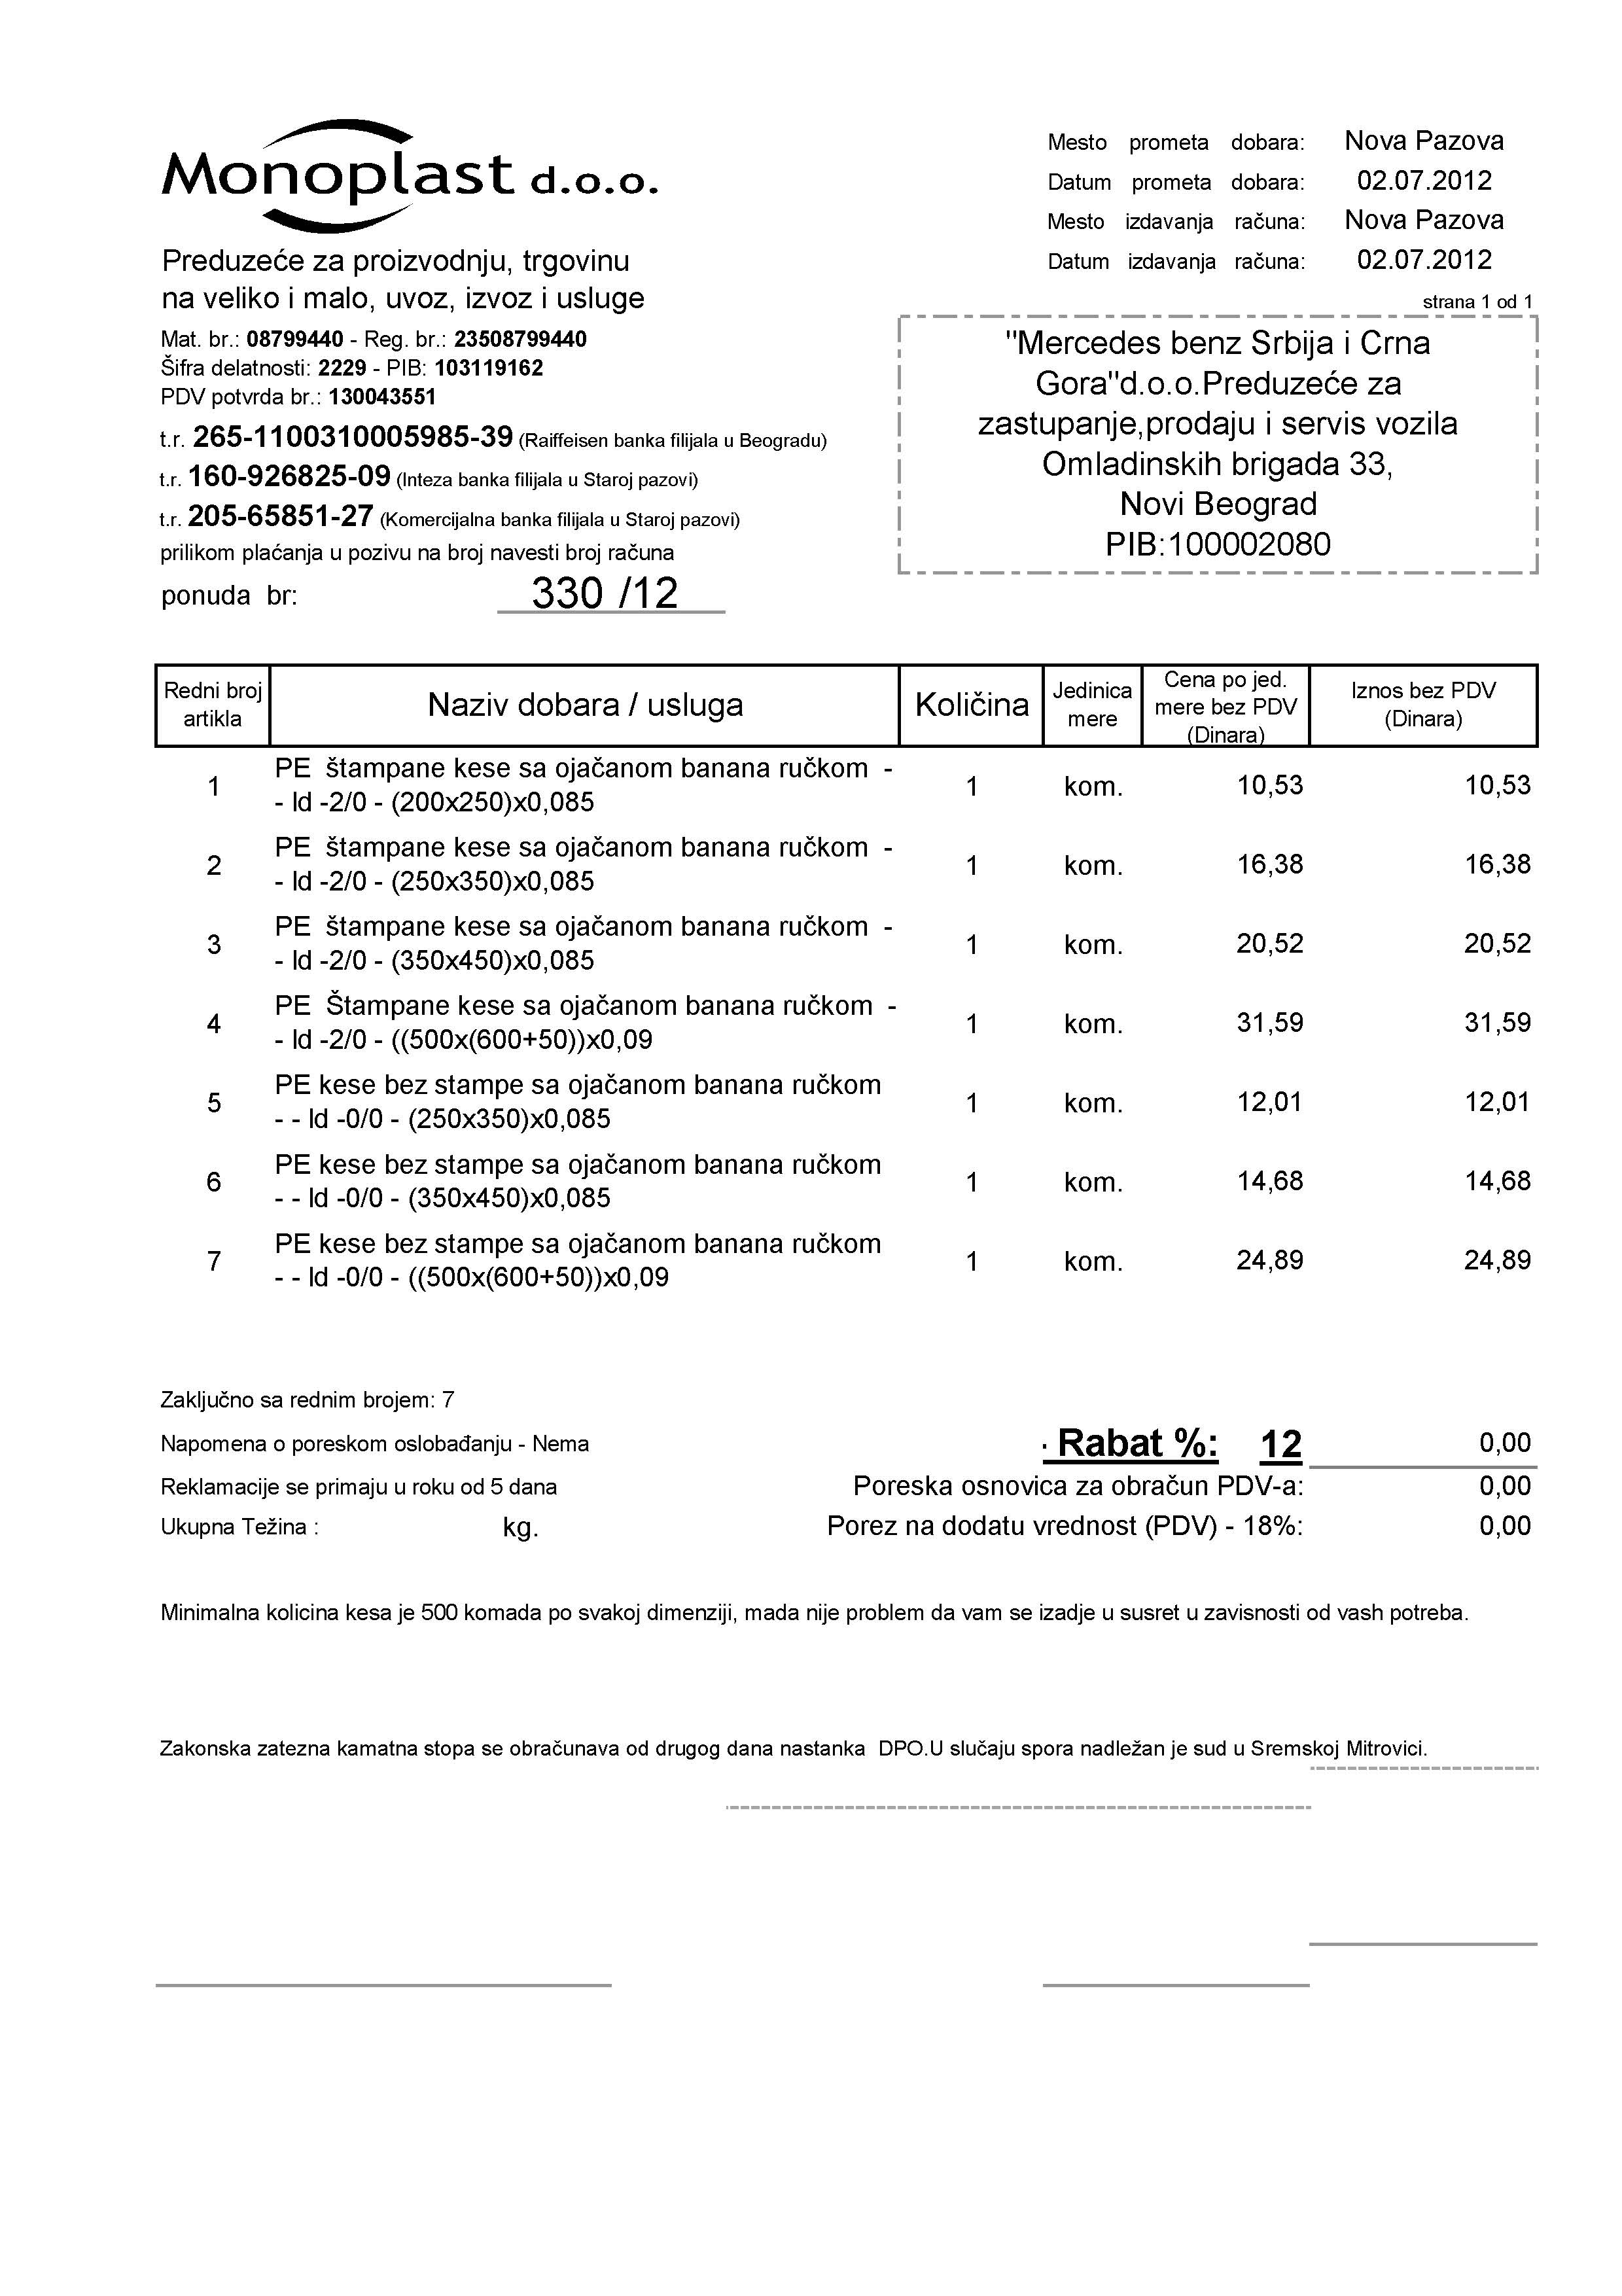 Monoplast d.o.o.
Preduzeće za proizvodnju, trgovinu
na veliko i malo, uvoz, izvoz i usluge
Mat. br.: 08799440 - Reg. br.: 23508799440
Šifra delatnosti: 2229 - PIB: 103119162
PDV potvrda br.: 130043551
t.r. 265-1100310005985-39 (Raiffeisen banka filijala u Beogradu)
t.r. 160-926825-09 (Inteza banka filijala u Staroj pazovi)
t.r. 205-65851-27 (Komercijalna banka filijala u Staroj pazovi)
prilikom plaćanja u pozivu na broj navesti broj računa
ponuda br: 330 /12
Mesto prometa dobara: Nova Pazova
Datum prometa dobara: 02.07.2012
Mesto izdavanja računa: Nova Pazova
Datum izdavanja računa: 02.07.2012
strana 1 od 1
"Mercedes benz Srbija i Crna
Gora"d.o.o.Preduzeće za
zastupanje,prodaju i servis vozila
Omladinskih brigada 33,
Novi Beograd
PIB:100002080
Redni broj
artikla
Naziv dobara / usluga
Količina
Jedinica
mere
Cena po jed.
mere bez PDV
(Dinara)
Iznos bez PDV
(Dinara)
1 PE štampane kese sa ojačanom banana ručkom -
- ld -2/0 - (200x250)x0,085 1 kom. 10,53 10,53
2 PE štampane kese sa ojačanom banana ručkom -
- ld -2/0 - (250x350)x0,085 1 kom. 16,38 16,38
3 PE štampane kese sa ojačanom banana ručkom -
- ld -2/0 - (350x450)x0,085 1 kom. 20,52 20,52
4 PE Štampane kese sa ojačanom banana ručkom -
- ld -2/0 - ((500x(600+50))x0,09 1 kom. 31,59 31,59
5 PE kese bez stampe sa ojačanom banana ručkom
- - ld -0/0 - (250x350)x0,085 1 kom. 12,01 12,01
6 PE kese bez stampe sa ojačanom banana ručkom
- - ld -0/0 - (350x450)x0,085 1 kom. 14,68 14,68
7 PE kese bez stampe sa ojačanom banana ručkom
- - ld -0/0 - ((500x(600+50))x0,09 1 kom. 24,89 24,89
Zaključno sa rednim brojem: 7
Napomena o poreskom oslobađanju - Nema
· Rabat %: 12 0,00
Reklamacije se primaju u roku od 5 dana
Poreska osnovica za obračun PDV-a: 0,00
Ukupna Težina : kg.
Porez na dodatu vrednost (PDV) - 18%: 0,00
Minimalna kolicina kesa je 500 komada po svakoj dimenziji, mada nije problem da vam se izadje u susret u zavisnosti od vash potreba.
Zakonska zatezna kamatna stopa se obračunava od drugog dana nastanka DPO.U slučaju spora nadležan je sud u Sremskoj Mitrovici.